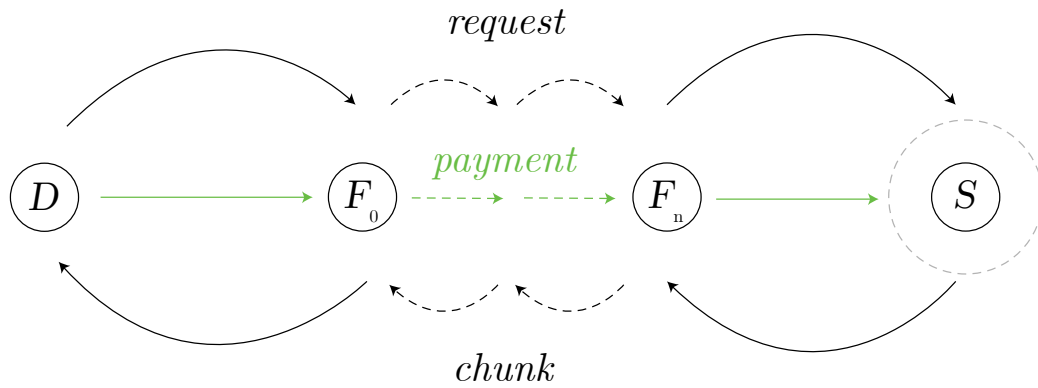 request
payment
D F₀ Fₙ S
chunk